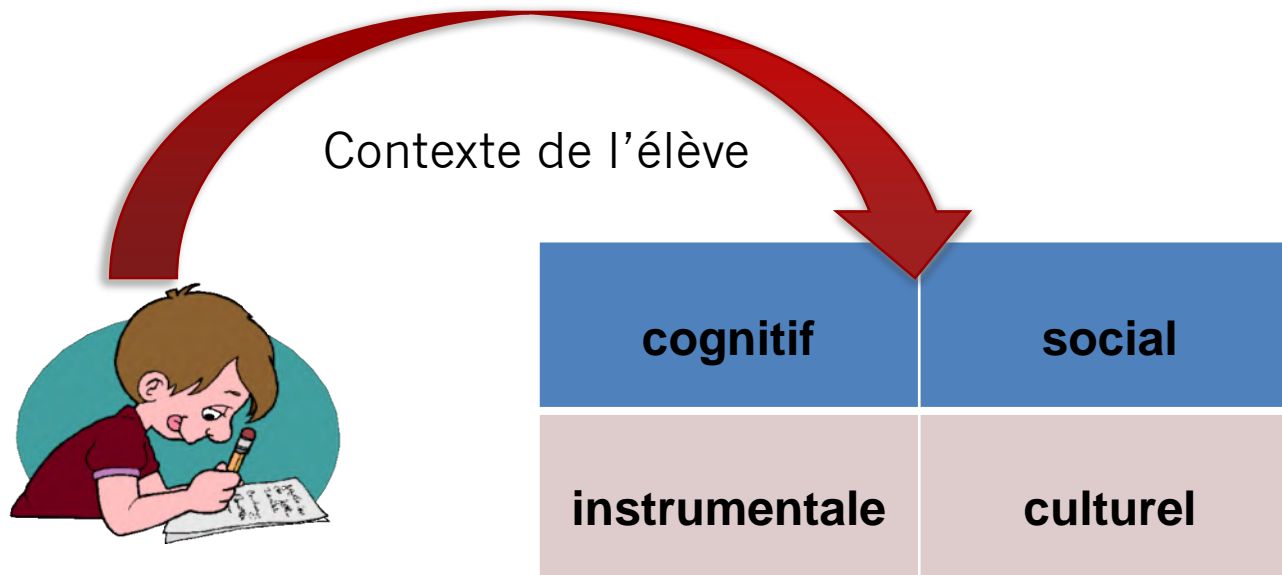 Contexte de l’élève
cognitif social
instrumentale culturel